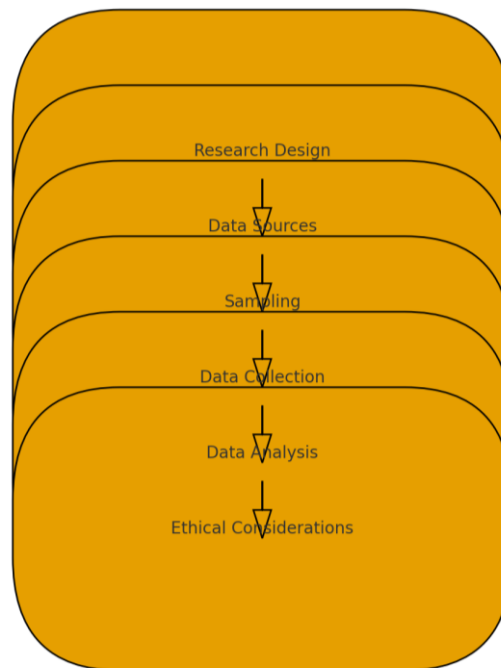 Research Design
Data Sources
Sampling
Data Collection
Data Analysis
Ethical Considerations